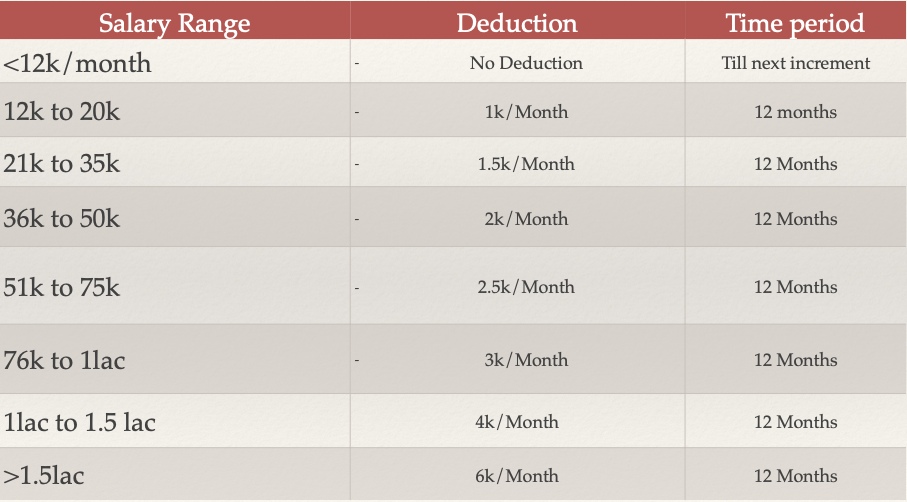 Salary Range Deduction Time period
<12k/month - No Deduction Till next increment
12k to 20k - 1k/Month 12 months
21k to 35k - 1.5k/Month 12 Months
36k to 50k - 2k/Month 12 Months
51k to 75k - 2.5k/Month 12 Months
76k to 1lac - 3k/Month 12 Months
1lac to 1.5 lac 4k/Month 12 Months
>1.5lac 6k/Month 12 Months